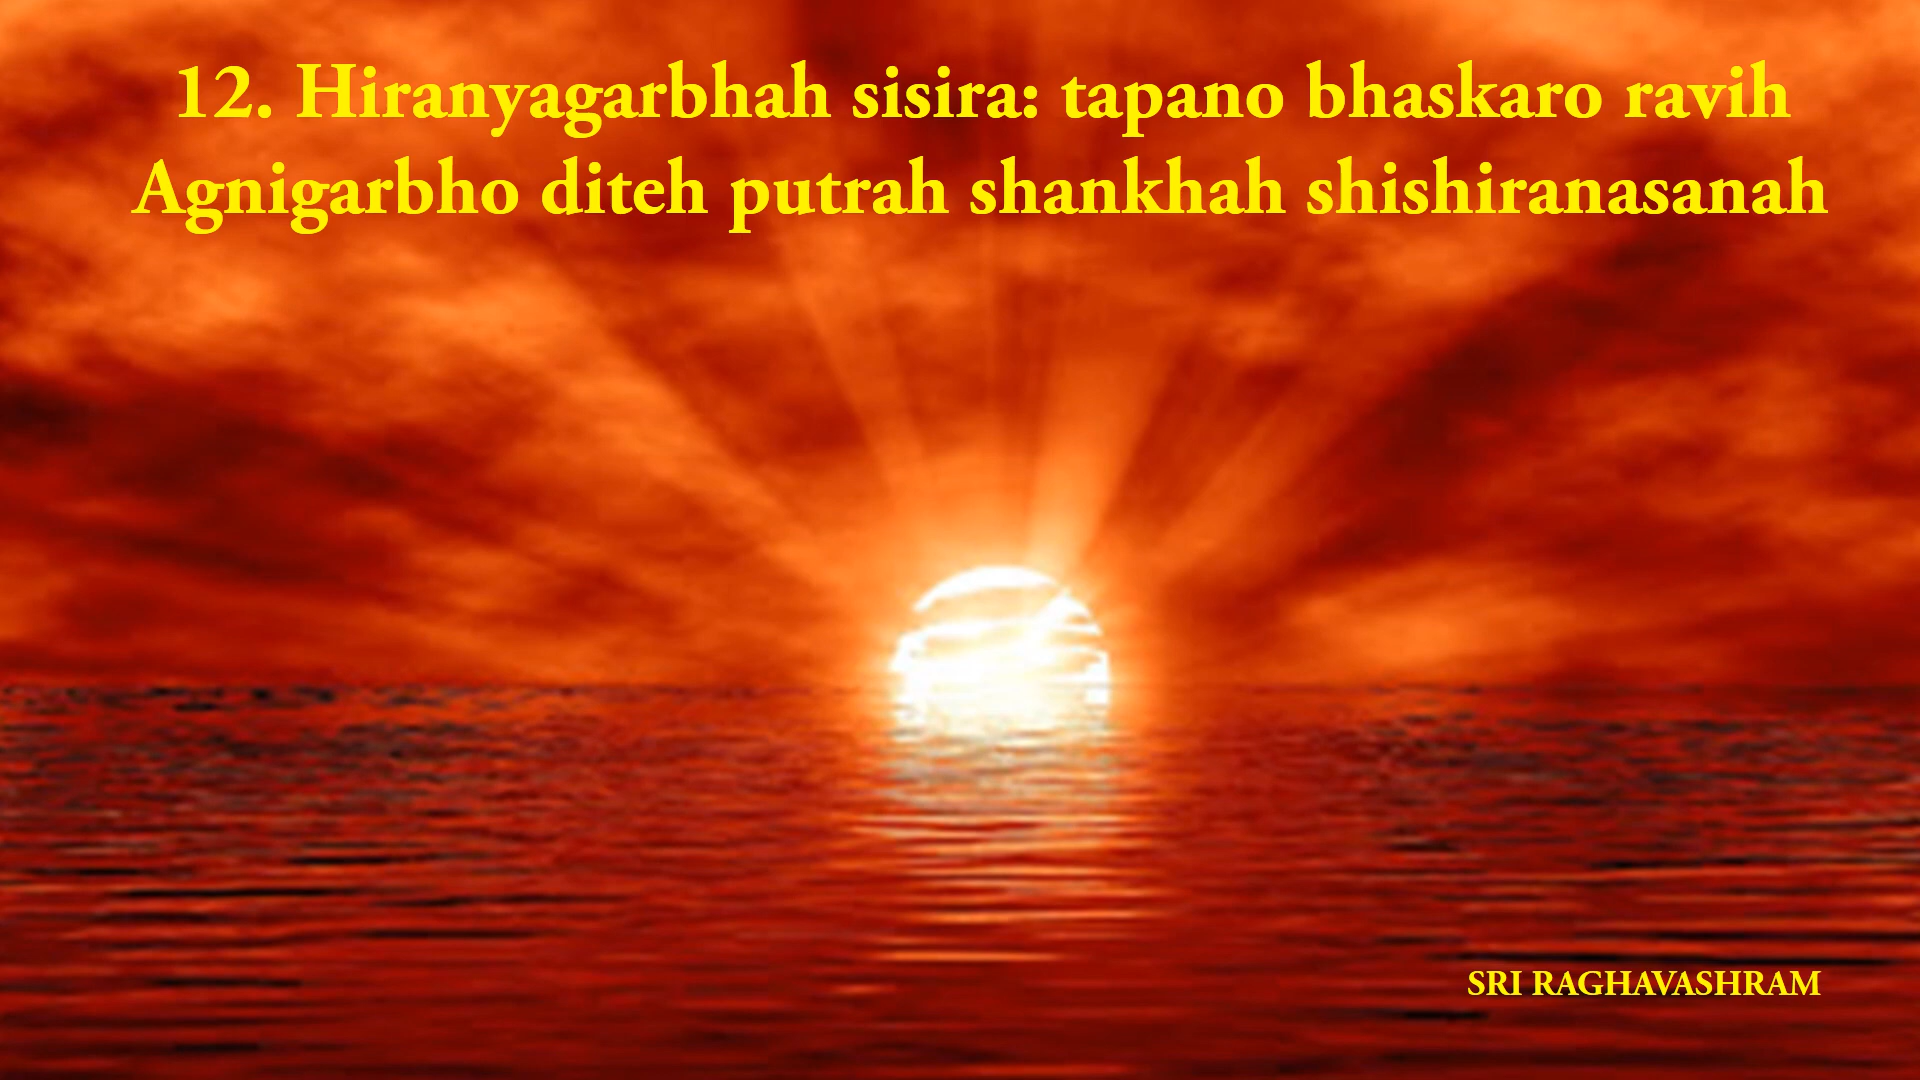 12. Hiranyagarbhah sisira: tapano bhaskaro ravih
Agnigarbho diteh putrah shankhah shishiranasanah
SRI RAGHAVASHRAM